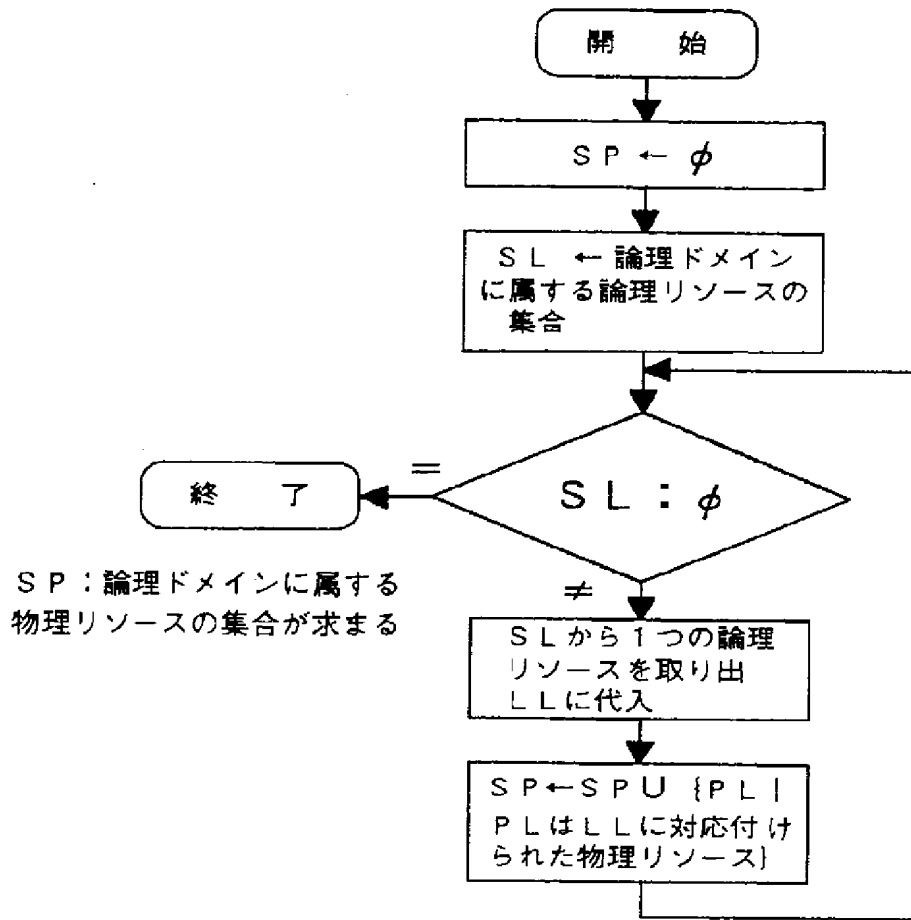 開 始
SP ← φ
SL ← 論理ドメイン
に属する論理リソースの
集合
=
SL：φ
終 了
≠
SP：論理ドメインに属する
物理リソースの集合が求まる
SLから1つの論理
リソースを取り出
LLに代入
SP←SP∪ {PL|
PLはLLに対応付け
られた物理リソース}